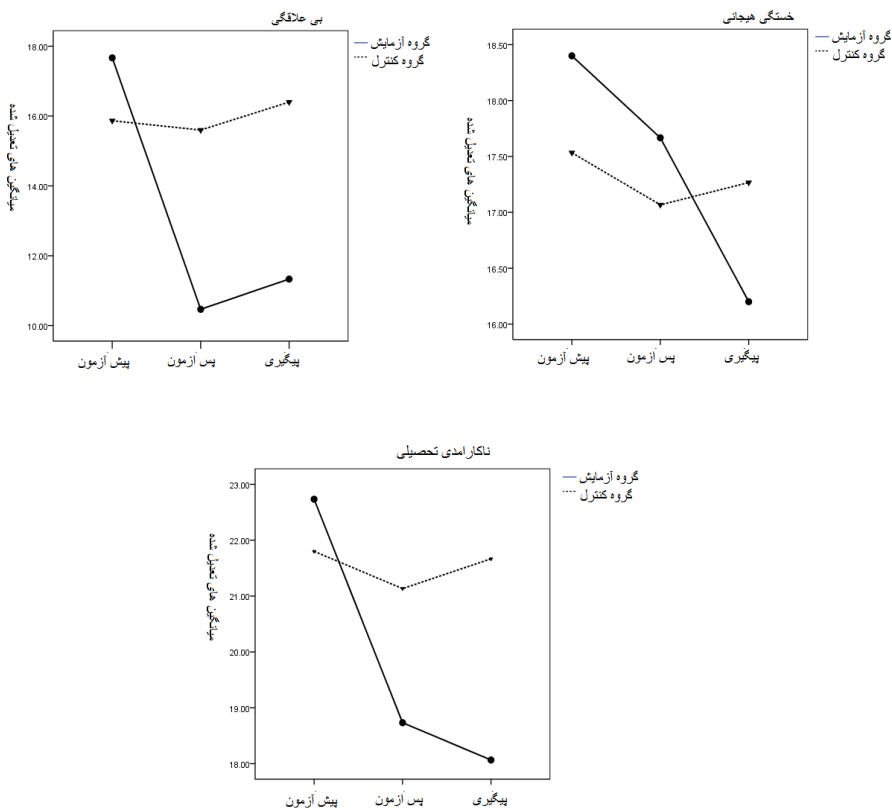 بی علاقگی
گروه آزمایش
گروه کنترل
میانگین های تعدیل شده
18.00
16.00
14.00
12.00
10.00
پیش آزمون
پس آزمون
پیگیری
خستگی هیجانی
گروه آزمایش
گروه کنترل
میانگین های تعدیل شده
18.50
18.00
17.50
17.00
16.50
16.00
پیش آزمون
پس آزمون
پیگیری
ناکارامدی تحصیلی
گروه آزمایش
گروه کنترل
میانگین های تعدیل شده
23.00
22.00
21.00
20.00
19.00
18.00
پیش آزمون
پس آزمون
پیگیری